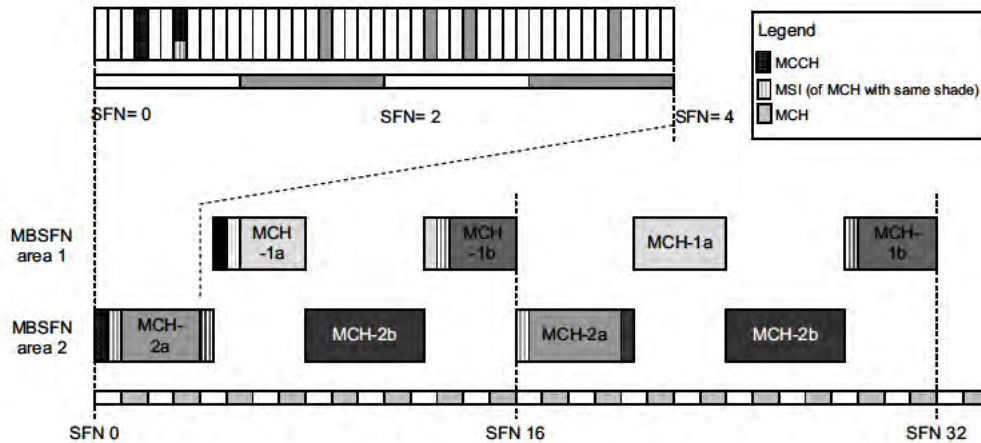 Legend
MCCH
MSI (of MCH with same shade)
MCH
SFN= 0
SFN= 2
SFN= 4
MBSFN
area 1
MCH
-1a
MCH
-1b
MCH-1a
MCH-
1b
MBSFN
area 2
MCH-
2a
MCH-2b
MCH-2a
MCH-2b
SFN 0
SFN 16
SFN 32